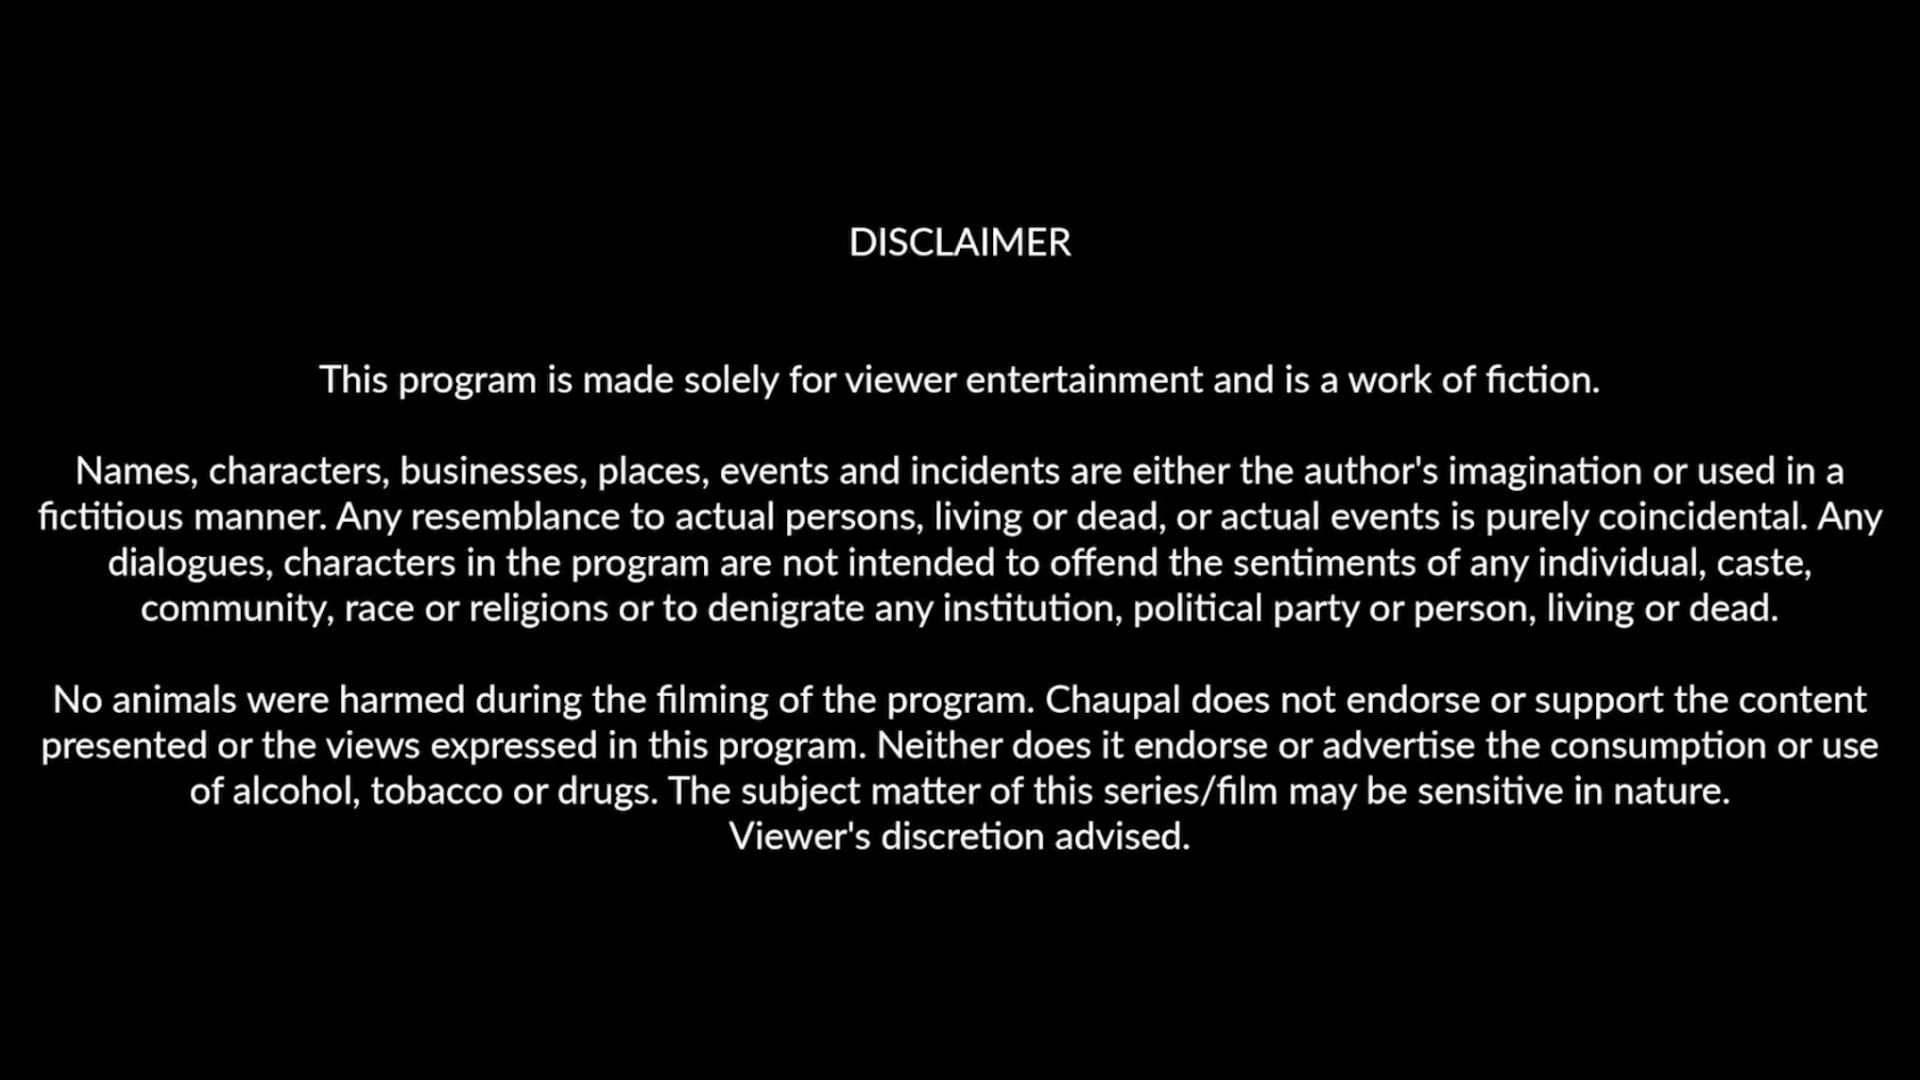 DISCLAIMER
This program is made solely for viewer entertainment and is a work of fiction.
Names, characters, businesses, places, events and incidents are either the author's imagination or used in a
fictitious manner. Any resemblance to actual persons, living or dead, or actual events is purely coincidental. Any
dialogues, characters in the program are not intended to offend the sentiments of any individual, caste,
community, race or religions or to denigrate any institution, political party or person, living or dead.
No animals were harmed during the filming of the program. Chaupal does not endorse or support the content
presented or the views expressed in this program. Neither does it endorse or advertise the consumption or use
of alcohol, tobacco or drugs. The subject matter of this series/film may be sensitive in nature.
Viewer's discretion advised.